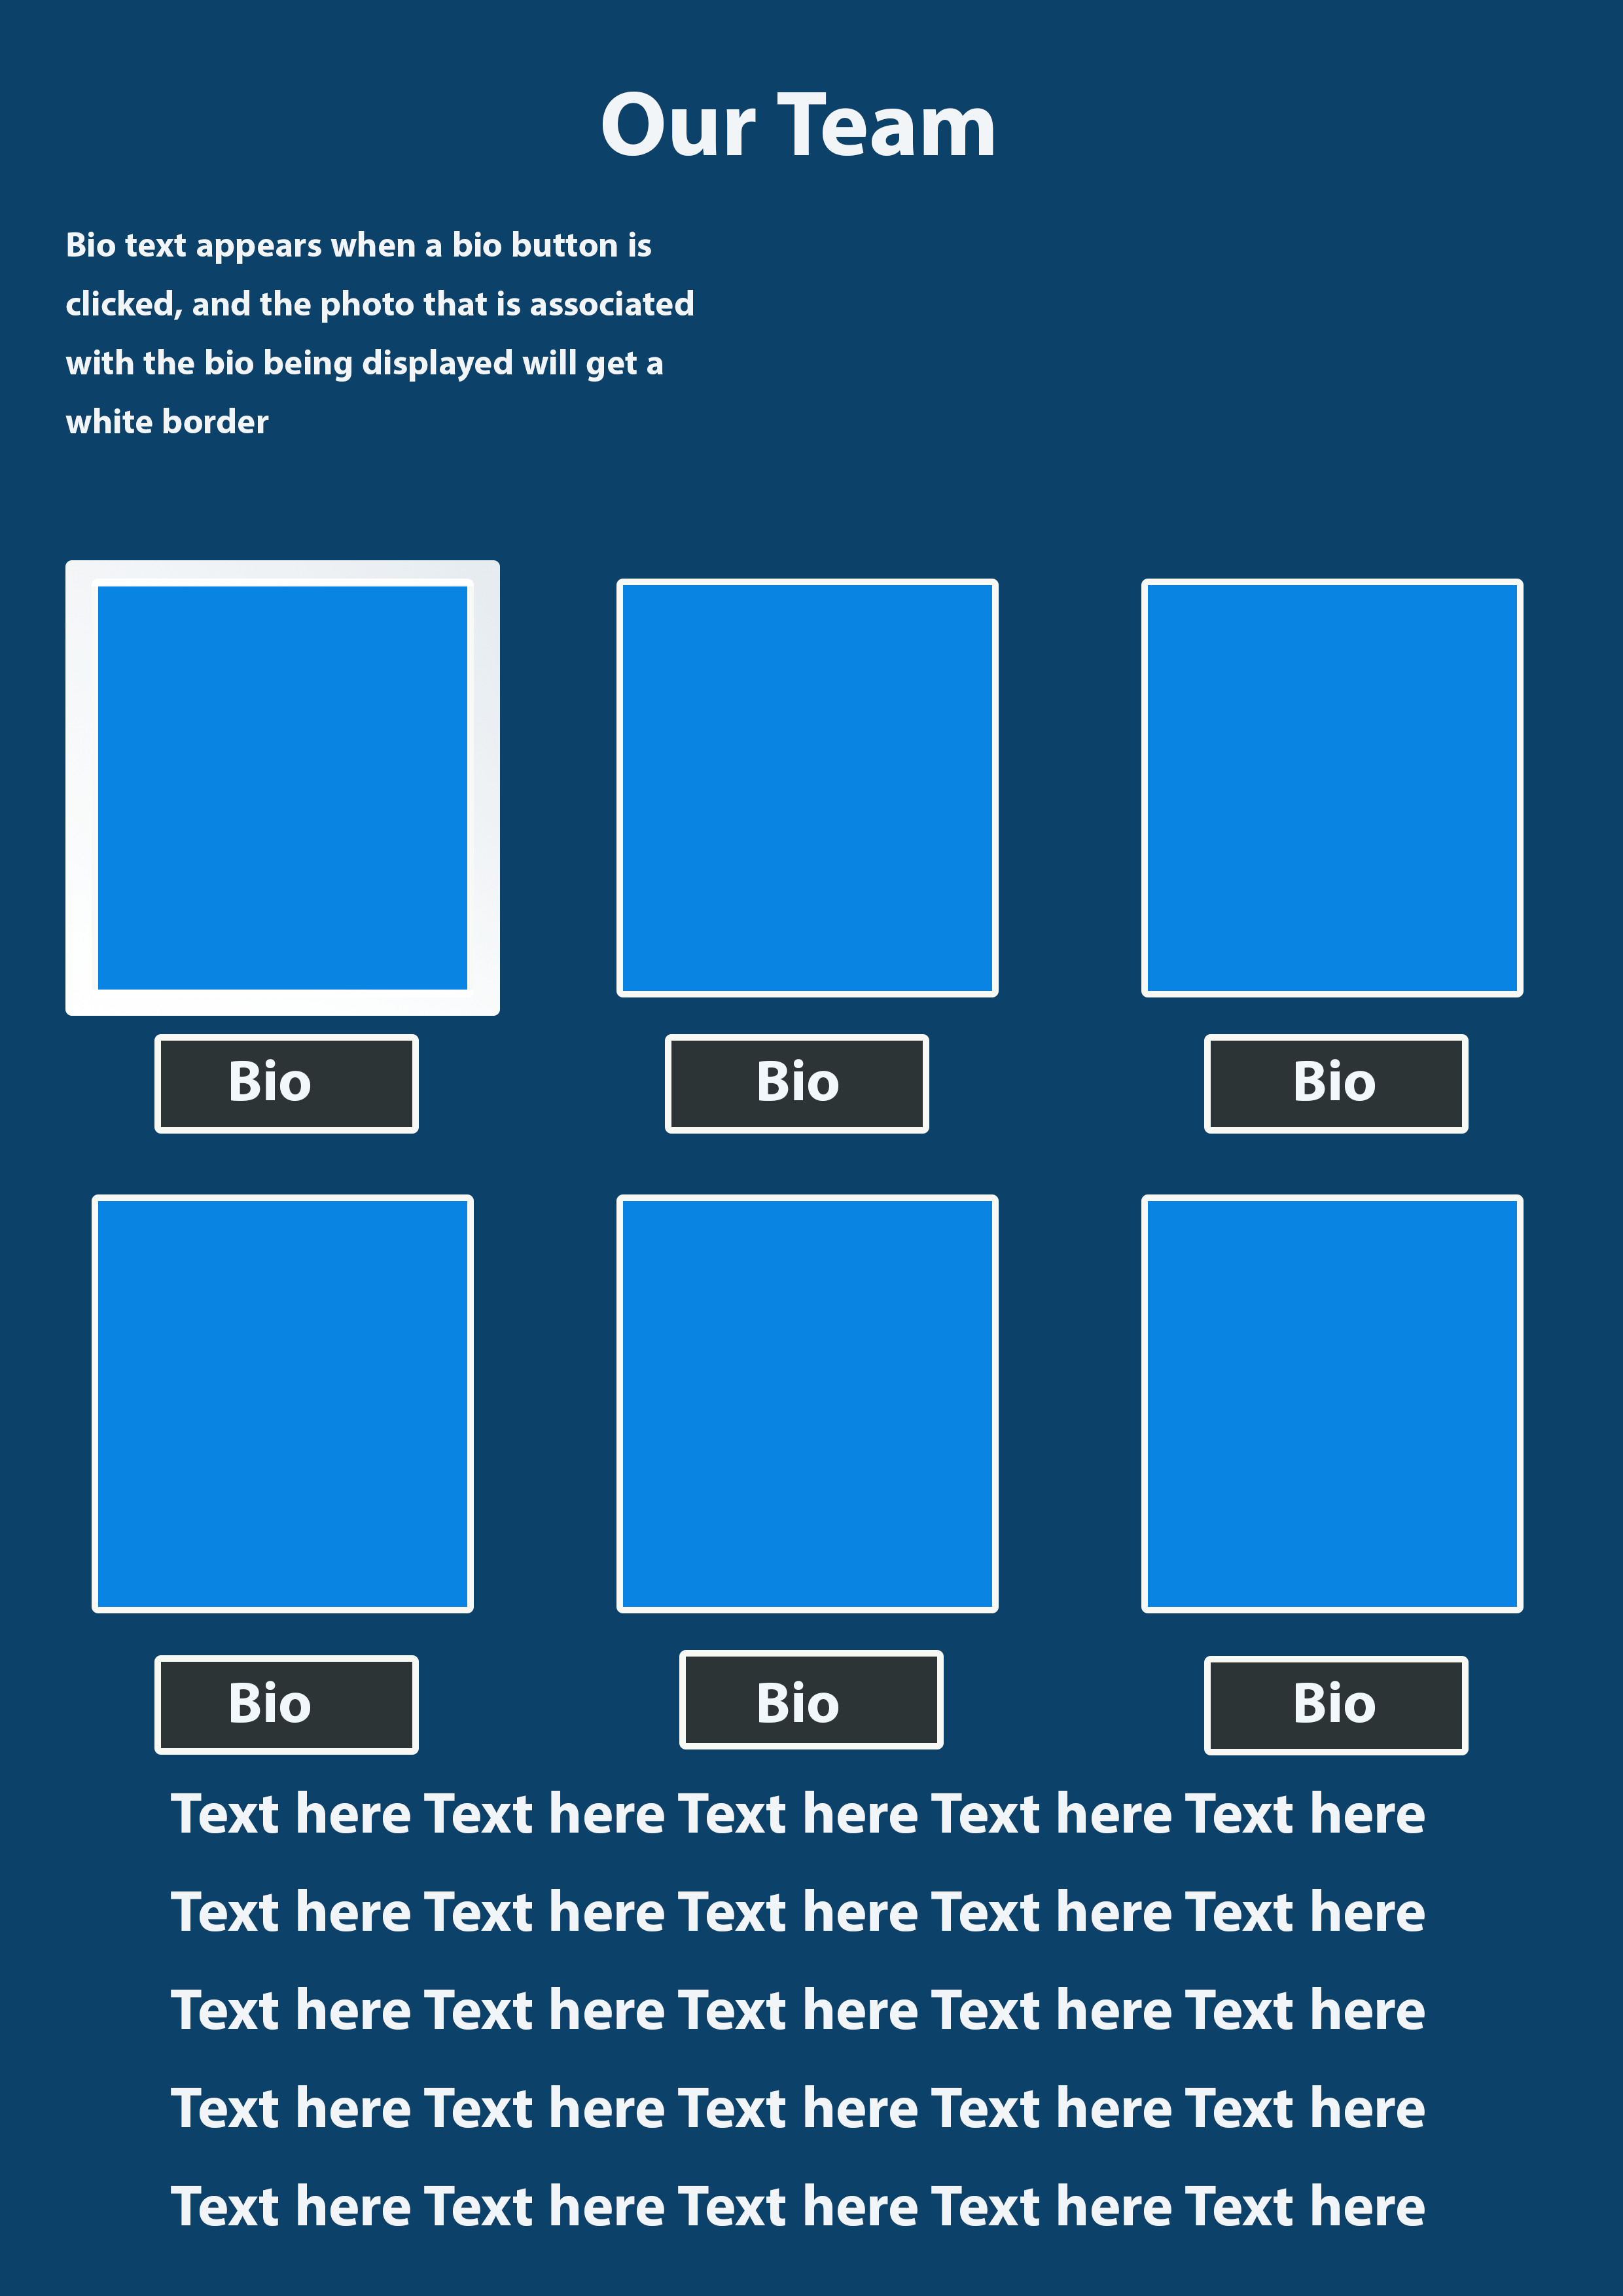 Our Team
Bio text appears when a bio button is
clicked, and the photo that is associated
with the bio being displayed will get a
white border
Bio
Bio
Bio
Bio
Bio
Bio
Text here Text here Text here Text here Text here
Text here Text here Text here Text here Text here
Text here Text here Text here Text here Text here
Text here Text here Text here Text here Text here
Text here Text here Text here Text here Text here